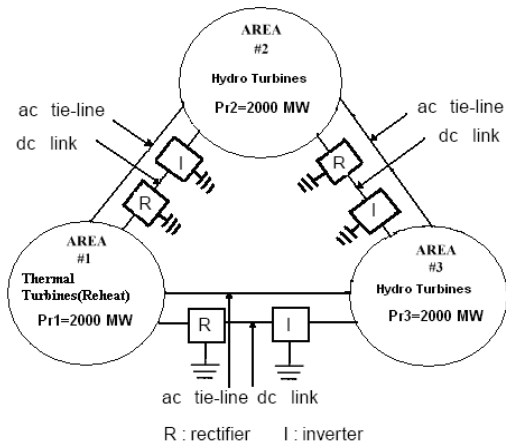 AREA
#2
Hydro Turbines
Pr2=2000 MW
ac tie-line
dc link
ac tie-line
dc link
I
R
R
I
AREA
#1
Thermal
Turbines(Reheat)
Pr1=2000 MW
AREA
#3
Hydro Turbines
Pr3=2000 MW
R
I
ac tie-line dc link
R : rectifier I : inverter